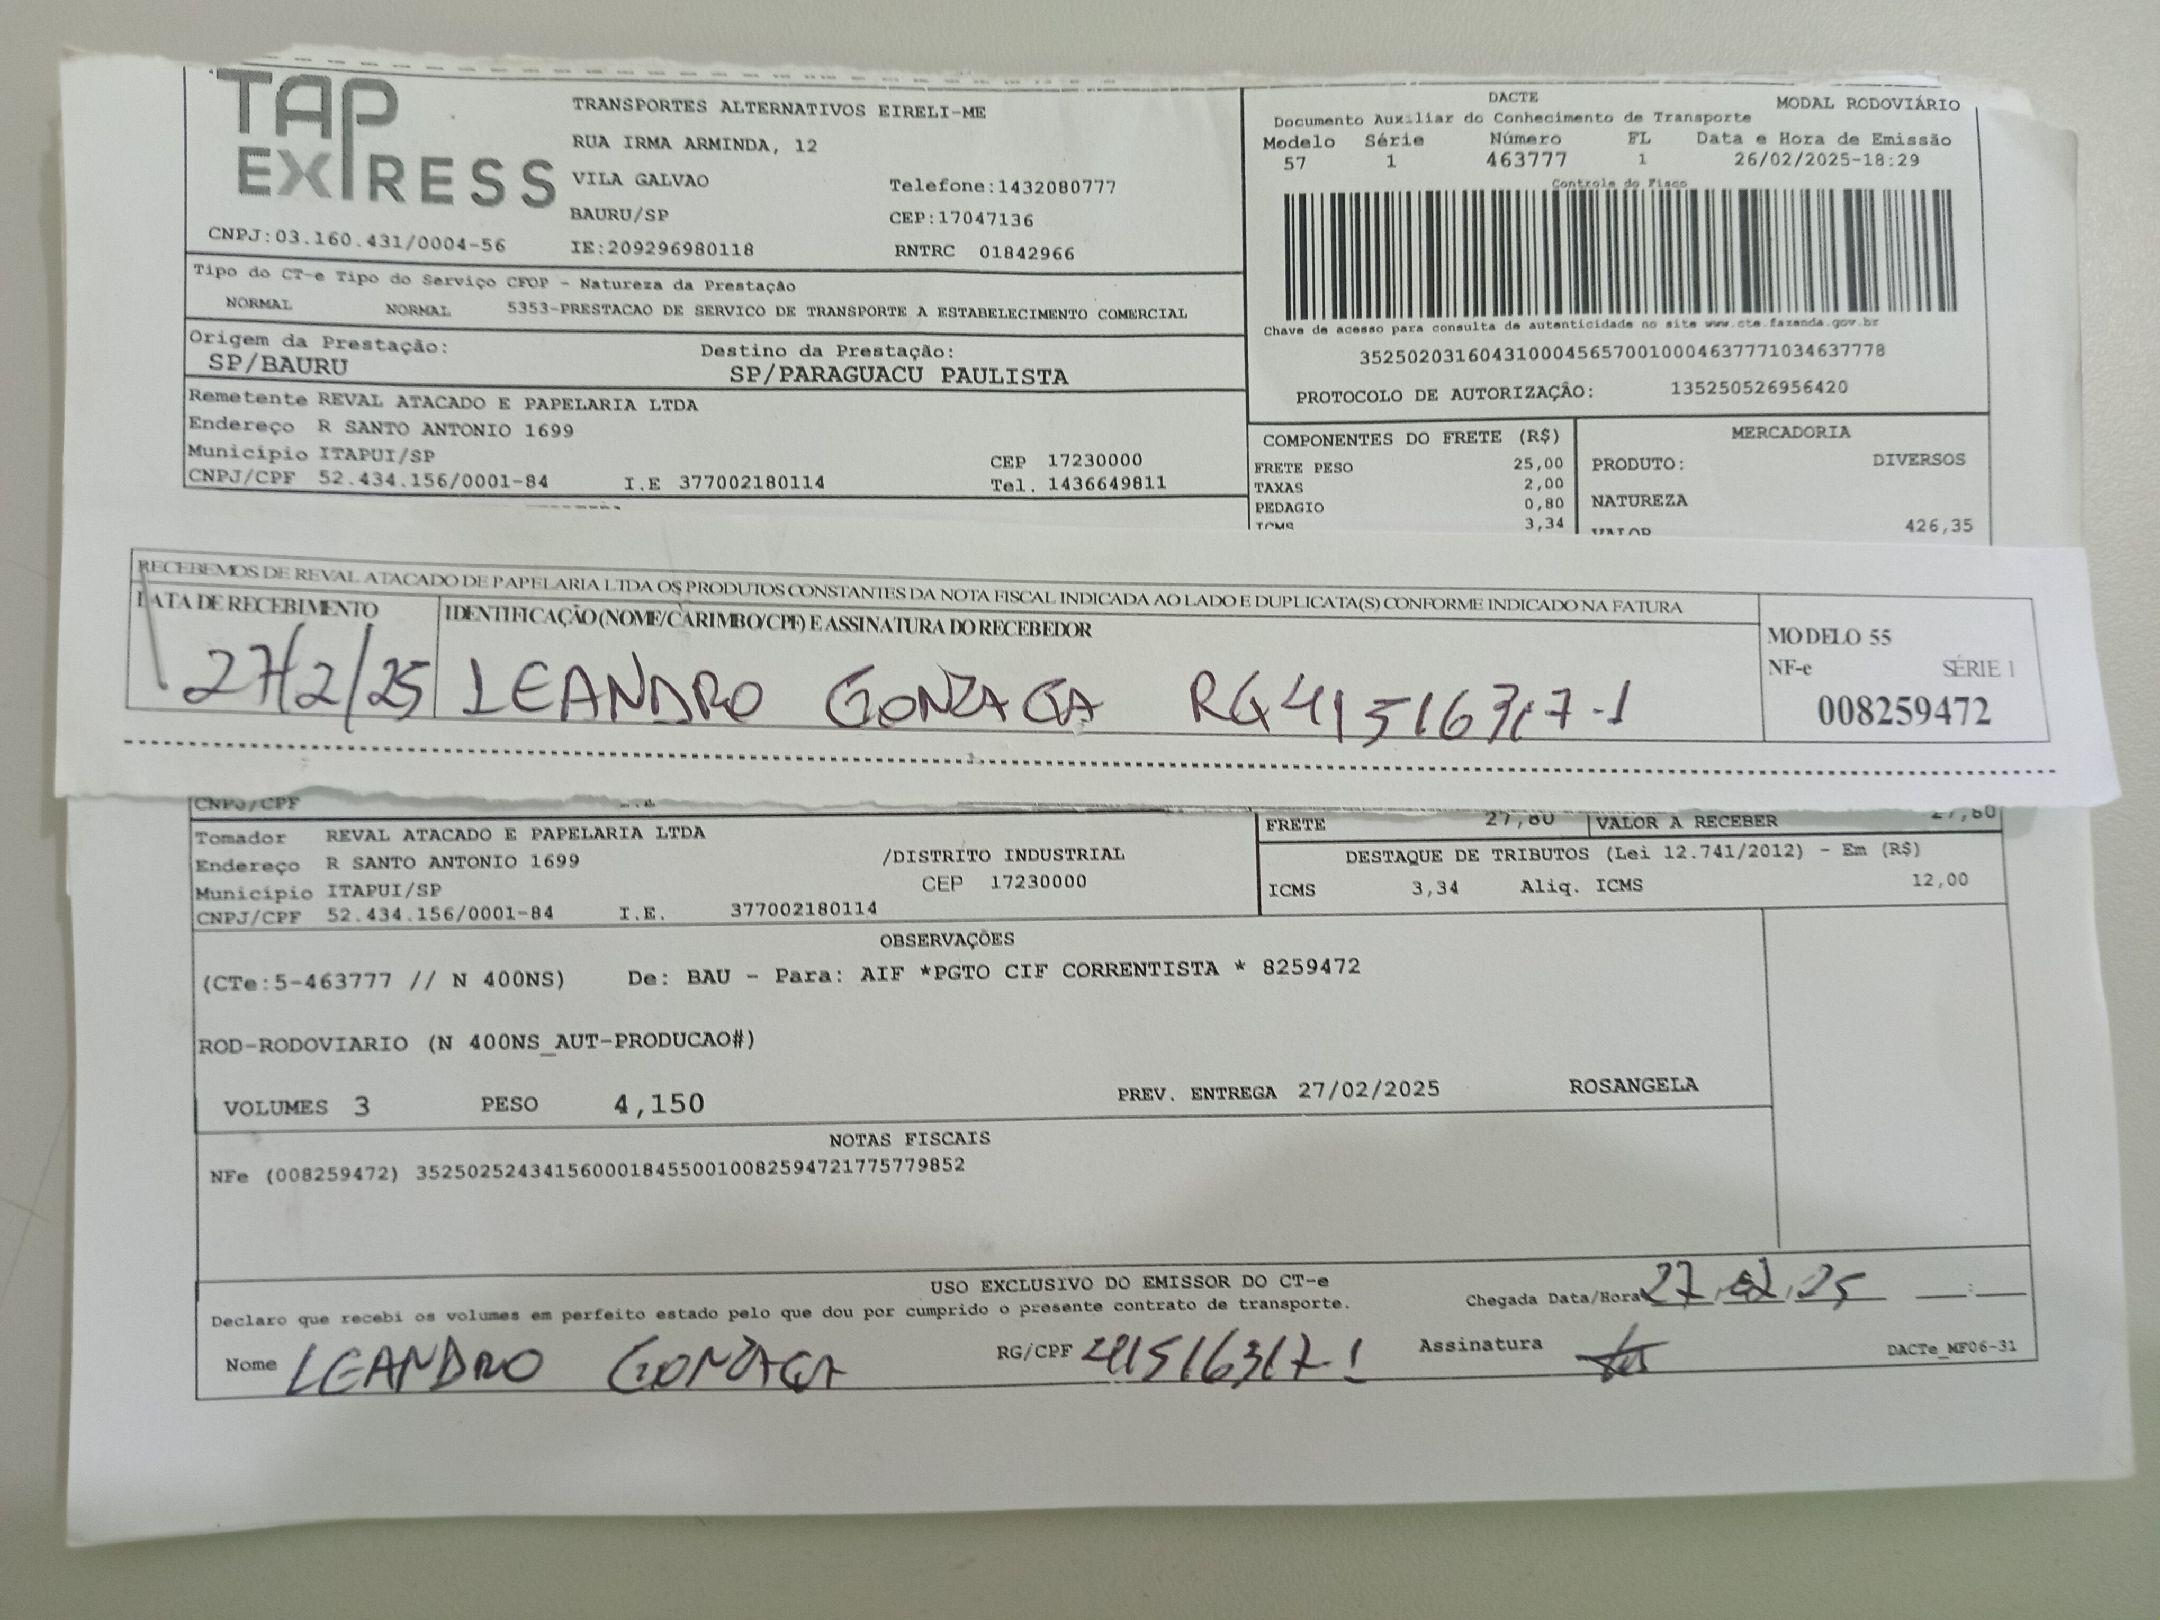 TAP EXPRESS
TRANSPORTES ALTERNATIVOS EIRELI-ME
RUA IRMA ARMINDA, 12
VILA GALVAO Telefone:1432080777
BAURU/SP CEP:17047136
CNPJ:03.160.431/0004-56 IE:209296980118 RNTRC 01842966
DACTE MODAL RODOVIÁRIO
Documento Auxiliar do Conhecimento de Transporte
Modelo Série Número FL Data e Hora de Emissão
57 1 463777 1 26/02/2025-18:29
Controle do Fisco
Chave de acesso para consulta de autenticidade no site www.cte.fazenda.gov.br
35250203160431000456570010004637771034637778
PROTOCOLO DE AUTORIZAÇÃO: 135250526956420
Tipo do CT-e Tipo do Serviço CFOP - Natureza da Prestação
NORMAL NORMAL 5353-PRESTACAO DE SERVICO DE TRANSPORTE A ESTABELECIMENTO COMERCIAL
Origem da Prestação: Destino da Prestação:
SP/BAURU SP/PARAGUACU PAULISTA
Remetente REVAL ATACADO E PAPELARIA LTDA
Endereço R SANTO ANTONIO 1699
Município ITAPUI/SP CEP 17230000
CNPJ/CPF 52.434.156/0001-84 I.E 377002180114 Tel. 1436649811
COMPONENTES DO FRETE (R$) MERCADORIA
FRETE PESO 25,00 PRODUTO: DIVERSOS
TAXAS 2,00
PEDAGIO 0,80 NATUREZA
ICMS 3,34 VALOR 426,35
RECEBEMOS DE REVAL ATACADO DE PAPELARIA LTDA OS PRODUTOS CONSTANTES DA NOTA FISCAL INDICADA AO LADO E DUPLICATA(S) CONFORME INDICADO NA FATURA
DATA DE RECEBIMENTO IDENTIFICAÇÃO (NOME/CARIMBO/CPF) E ASSINATURA DO RECEBEDOR
27/2/25 LEANDRO GONZAGA RG 41516317-1
MODELO 55
NF-e SÉRIE 1
008259472
CNPJ/CPF
FRETE 27,80 VALOR A RECEBER 27,80
Tomador REVAL ATACADO E PAPELARIA LTDA
Endereço R SANTO ANTONIO 1699 /DISTRITO INDUSTRIAL
Município ITAPUI/SP CEP 17230000
CNPJ/CPF 52.434.156/0001-84 I.E. 377002180114
DESTAQUE DE TRIBUTOS (Lei 12.741/2012) - Em (R$)
ICMS 3,34 Aliq. ICMS 12,00
OBSERVAÇÕES
(CTe:5-463777 // N 400NS) De: BAU - Para: AIF *PGTO CIF CORRENTISTA * 8259472
ROD-RODOVIARIO (N 400NS_AUT-PRODUCAO#)
VOLUMES 3 PESO 4,150 PREV. ENTREGA 27/02/2025 ROSANGELA
NOTAS FISCAIS
NFe (008259472) 35250252434156000184550010082594721775779852
USO EXCLUSIVO DO EMISSOR DO CT-e
Declaro que recebi os volumes em perfeito estado pelo que dou por cumprido o presente contrato de transporte. Chegada Data/Hora 27.02.25 :
Nome LEANDRO GONZAGA RG/CPF 41516317-1 Assinatura DACTe_MF06-31